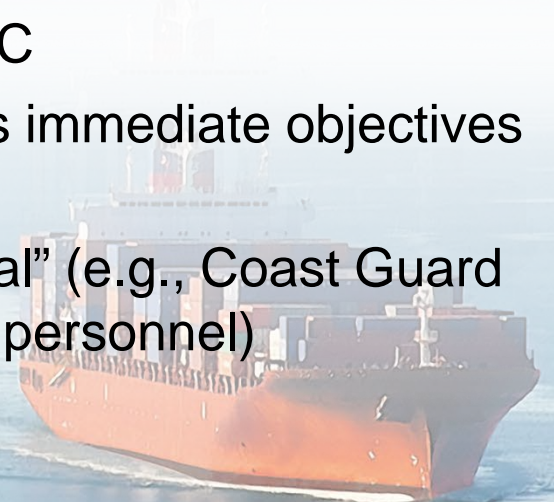 C
s immediate objectives
al” (e.g., Coast Guard
personnel)